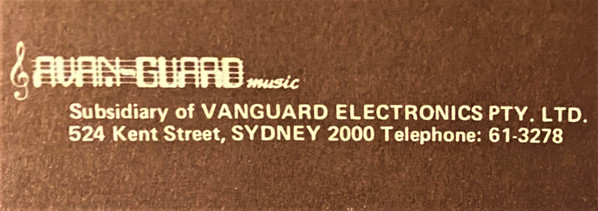 AVAN-GUARD music
Subsidiary of VANGUARD ELECTRONICS PTY. LTD.
524 Kent Street, SYDNEY 2000 Telephone: 61-3278